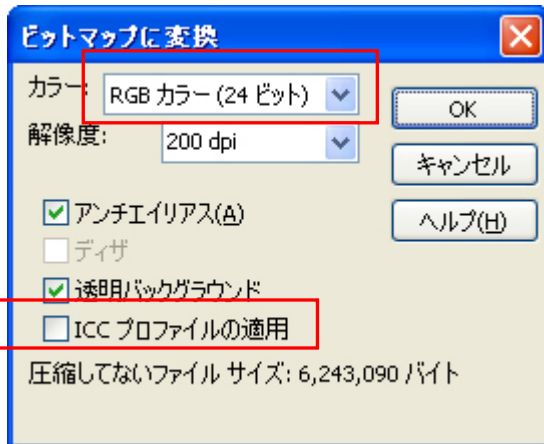 ビットマップに変換
カラー: RGB カラー (24 ビット)
OK
解像度: 200 dpi
キャンセル
アンチエイリアス(A)
ヘルプ(H)
ディザ
透明バックグラウンド
ICC プロファイルの適用
圧縮してないファイル サイズ: 6,243,090 バイト